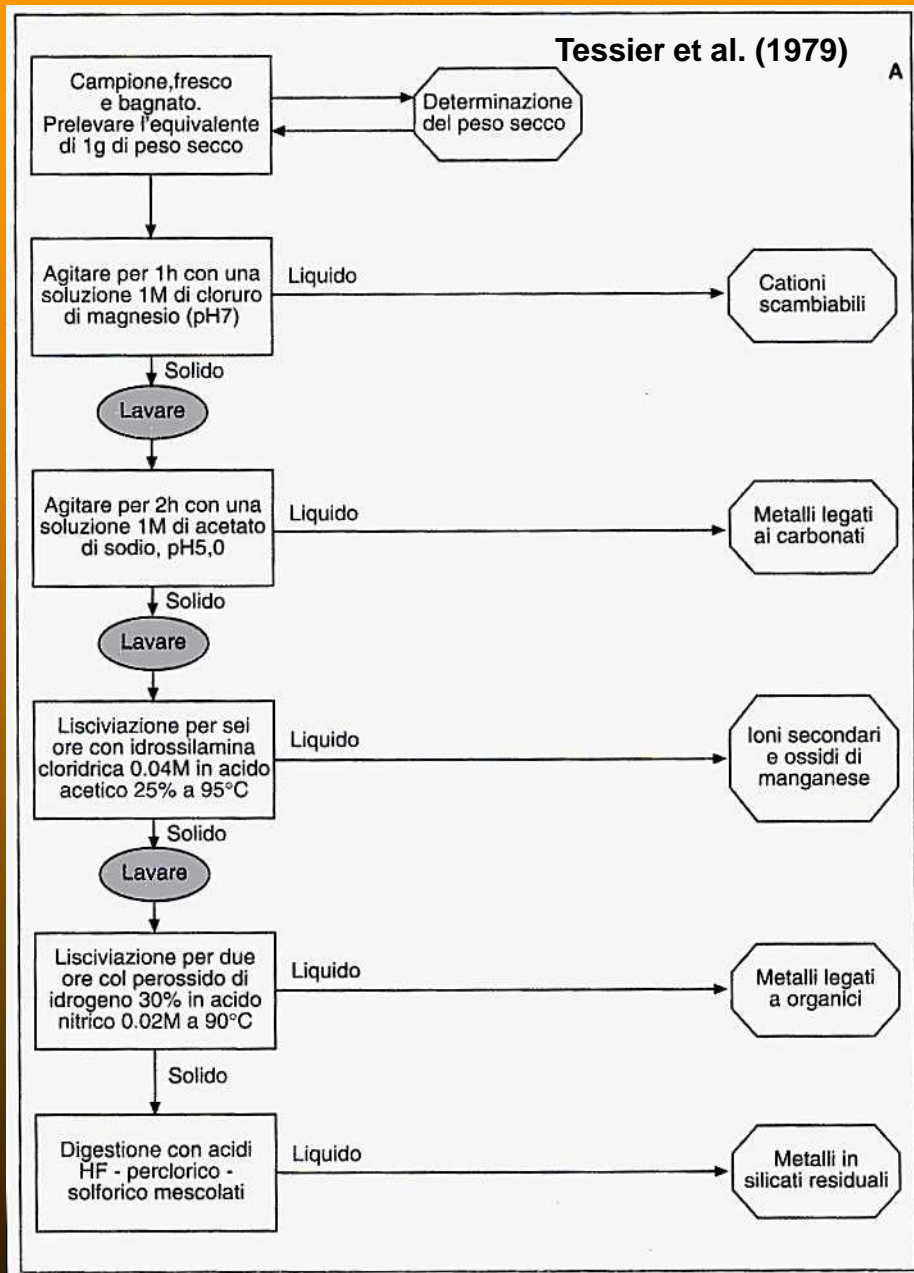 Tessier et al. (1979)
A
Campione,fresco
e bagnato.
Prelevare l'equivalente
di 1g di peso secco
Determinazione
del peso secco
Agitare per 1h con una
soluzione 1M di cloruro
di magnesio (pH7)
Liquido
Cationi
scambiabili
Solido
Lavare
Agitare per 2h con una
soluzione 1M di acetato
di sodio, pH5,0
Liquido
Metalli legati
ai carbonati
Solido
Lavare
Lisciviazione per sei
ore con idrossilamina
cloridrica 0.04M in acido
acetico 25% a 95°C
Liquido
Ioni secondari
e ossidi di
manganese
Solido
Lavare
Lisciviazione per due
ore col perossido di
idrogeno 30% in acido
nitrico 0.02M a 90°C
Liquido
Metalli legati
a organici
Solido
Digestione con acidi
HF - perclorico -
solforico mescolati
Liquido
Metalli in
silicati residuali